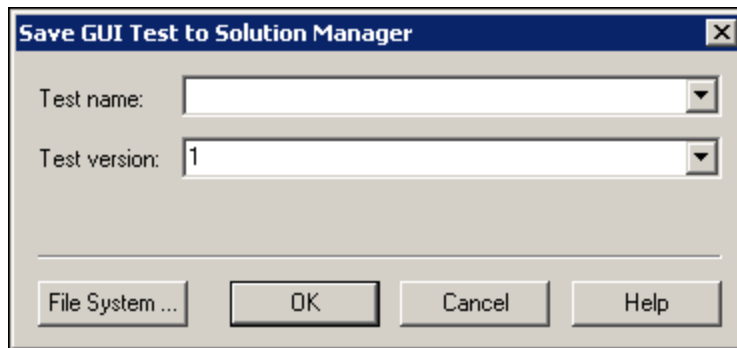 Save GUI Test to Solution Manager
Test name:
Test version: 1
File System ... OK Cancel Help